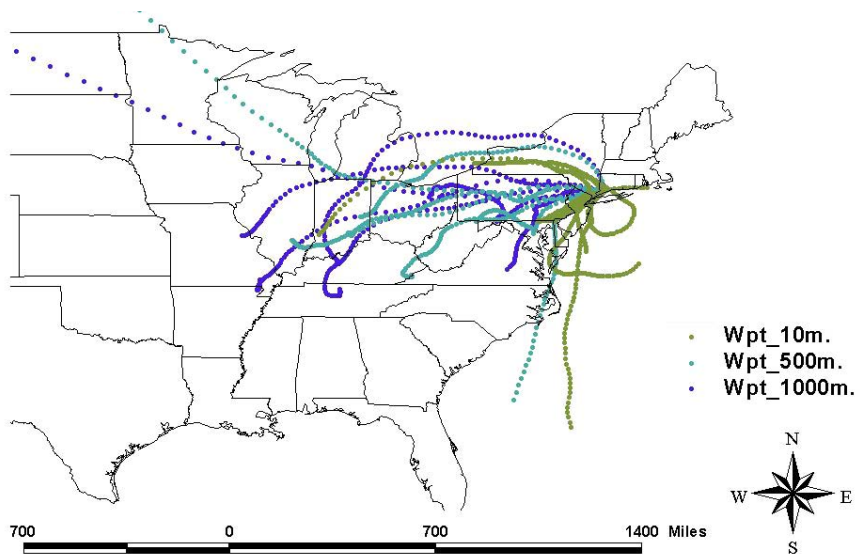 Wpt_10m.
Wpt_500m.
Wpt_1000m.
N
W E
S
700 0 700 1400 Miles